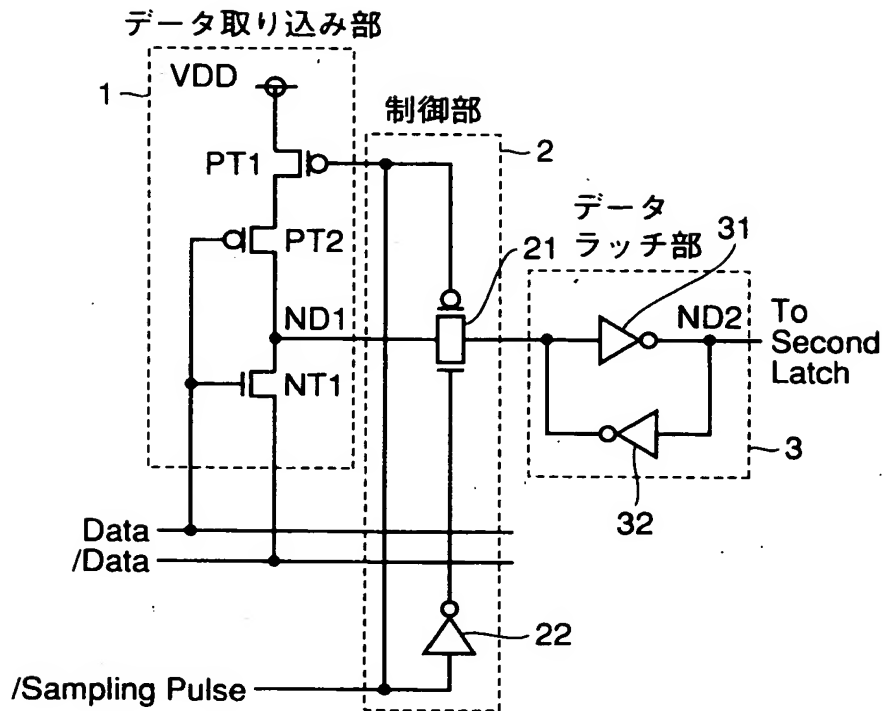 データ取り込み部
1
VDD
制御部
2
PT1
データ
ラッチ部
31
21
PT2
ND1
ND2
To
Second
Latch
NT1
3
32
Data
/Data
22
/Sampling Pulse